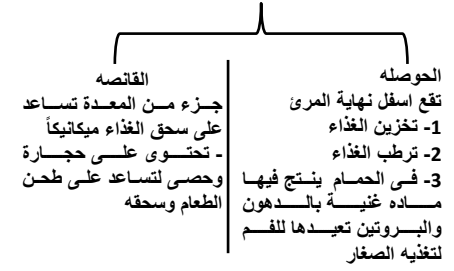 الحوصله
تقع اسفل نهاية المرئ
1- تخزين الغذاء
2- ترطب الغذاء
3- فى الحمام ينتج فيها
ماده غنية بالدهون
والبروتين تعيدها للفم
لتغذيه الصغار
القانصه
جزء من المعدة تساعد
على سحق الغذاء ميكانيكاً
- تحتوى على حجارة
وحصى لتساعد على طحن
الطعام وسحقه